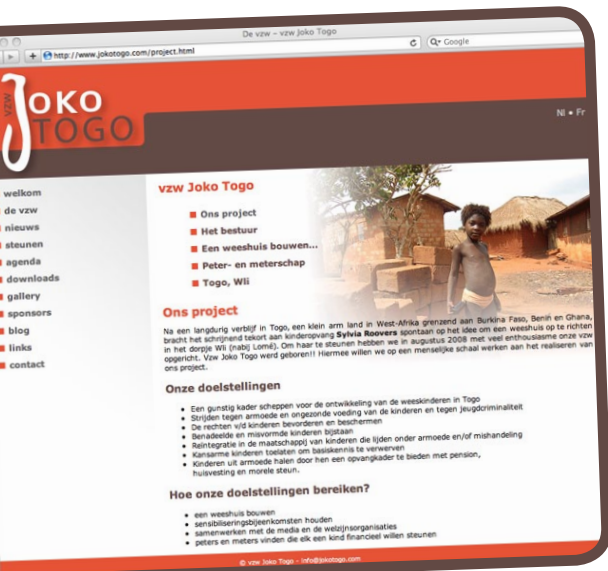 De vzw – vzw Joko Togo
http://www.jokotogo.com/project.html
Google
vzw
JOKO
TOGO
Nl • Fr
welkom
de vzw
nieuws
steunen
agenda
downloads
gallery
sponsors
blog
links
contact
vzw Joko Togo
Ons project
Het bestuur
Een weeshuis bouwen...
Peter- en meterschap
Togo, Wli
Ons project
Na een langdurig verblijf in Togo, een klein arm land in West-Afrika grenzend aan Burkina Faso, Benin en Ghana,
bracht het schrijnend tekort aan kinderopvang Sylvia Roovers spontaan op het idee om een weeshuis op te richten
in het dorpje Wli (nabij Lomé). Om haar te steunen hebben we in augustus 2008 met veel enthousiasme onze vzw
opgericht. Vzw Joko Togo werd geboren!! Hiermee willen we op een menselijke schaal werken aan het realiseren van
ons project.
Onze doelstellingen
• Een gunstig kader scheppen voor de ontwikkeling van de weeskinderen in Togo
• Strijden tegen armoede en ongezonde voeding van de kinderen en tegen jeugdcriminaliteit
• De rechten v/d kinderen bevorderen en beschermen
• Benadeelde en misvormde kinderen bijstaan
• Reïntegratie in de maatschappij van kinderen die lijden onder armoede en/of mishandeling
• Kansarme kinderen toelaten om basiskennis te verwerven
• Kinderen uit armoede halen door hen een opvangkader te bieden met pension,
huisvesting en morele steun.
Hoe onze doelstellingen bereiken?
• een weeshuis bouwen
• sensibiliseringsbijeenkomsten houden
• samenwerken met de media en de welzijnsorganisaties
• peters en meters vinden die elk een kind financieel willen steunen
© vzw Joko Togo - info@jokotogo.com